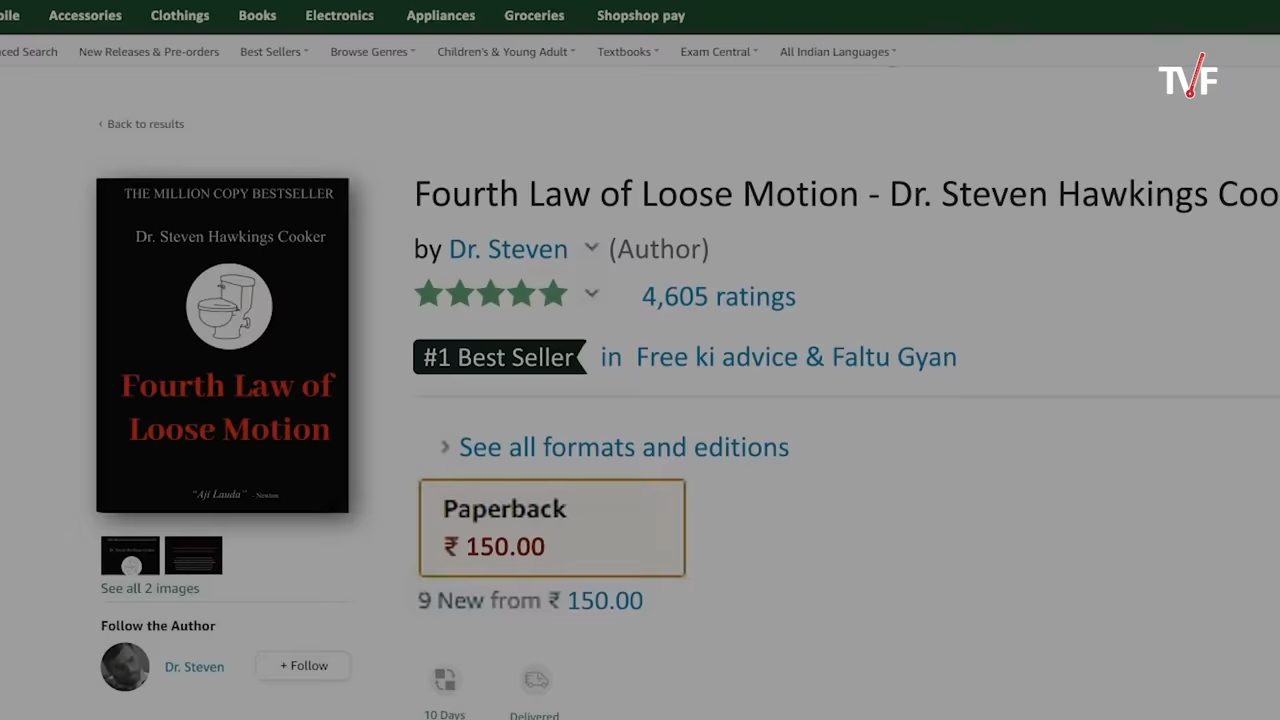 bile Accessories Clothings Books Electronics Appliances Groceries Shopshop pay
nced Search New Releases & Pre-orders Best Sellers Browse Genres Children's & Young Adult Textbooks Exam Central All Indian Languages
TVF
‹ Back to results
THE MILLION COPY BESTSELLER
Dr. Steven Hawkings Cooker
Fourth Law of
Loose Motion
"Aji Lauda" - Newton
See all 2 images
Follow the Author
Dr. Steven + Follow
Fourth Law of Loose Motion - Dr. Steven Hawkings Coo
by Dr. Steven (Author)
4,605 ratings
#1 Best Seller in Free ki advice & Faltu Gyan
› See all formats and editions
Paperback
₹ 150.00
9 New from ₹ 150.00
10 Days Delivered